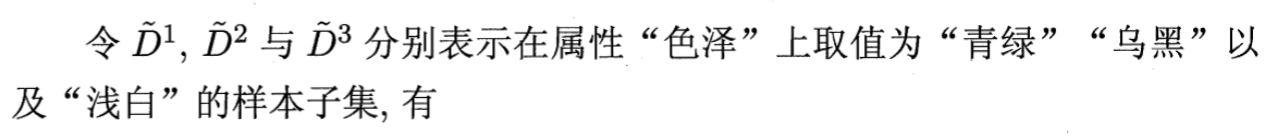 令 D̃¹, D̃² 与 D̃³ 分别表示在属性“色泽”上取值为“青绿”“乌黑”以
及“浅白”的样本子集, 有